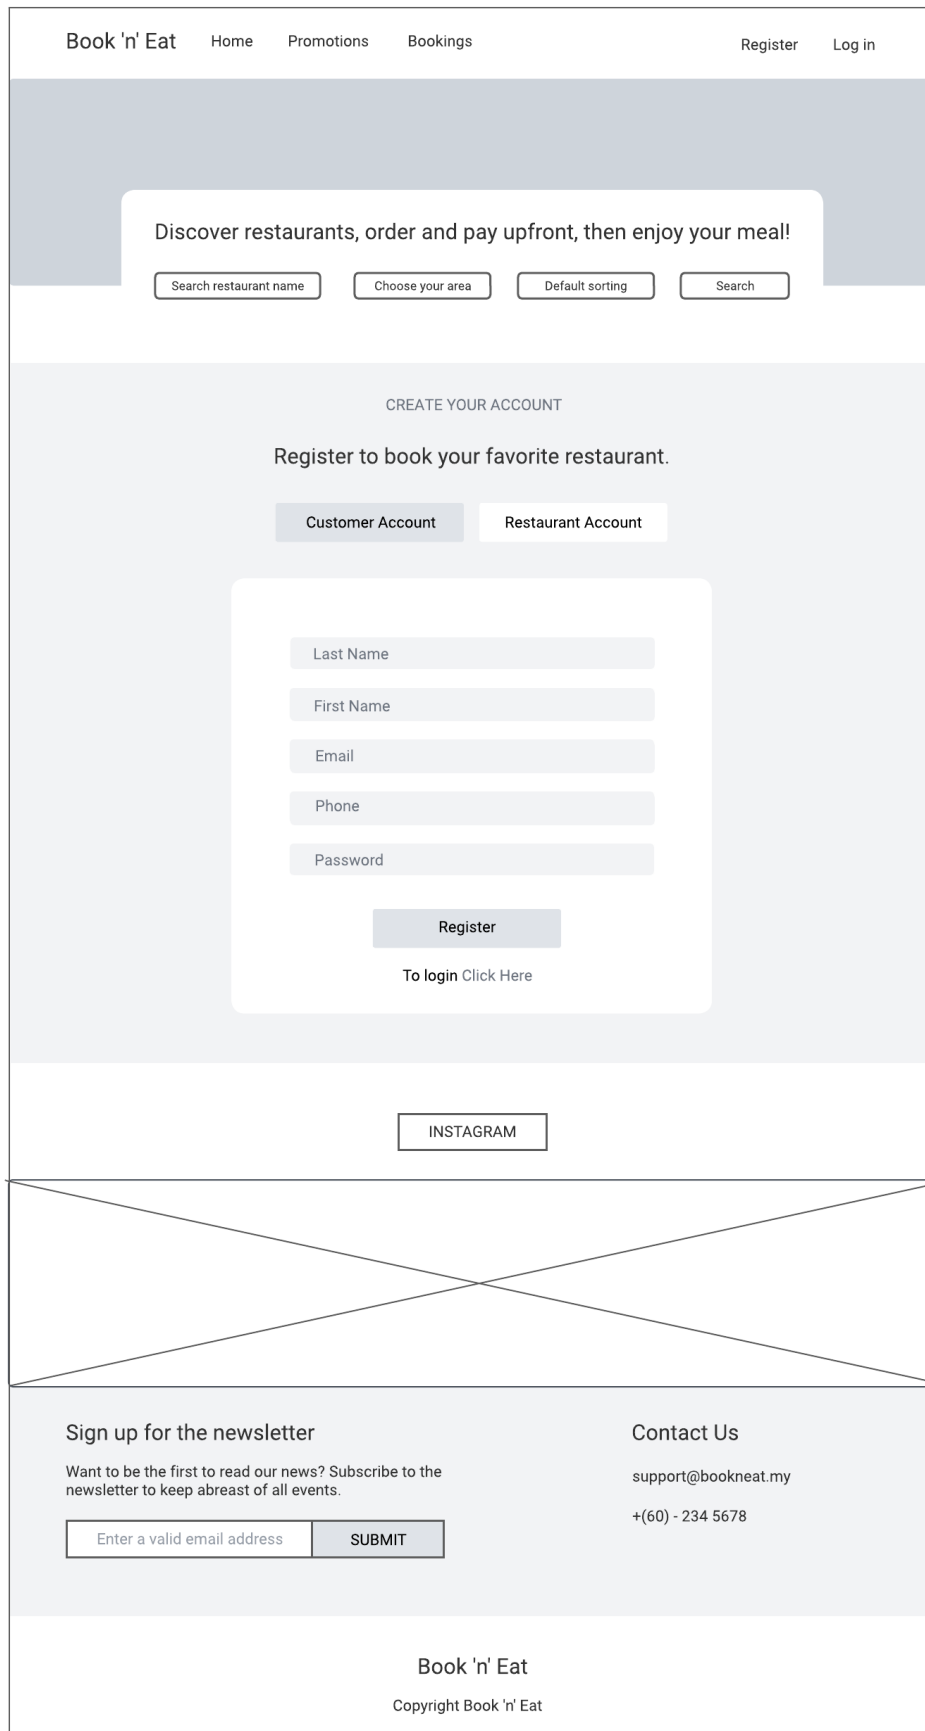 Book 'n' Eat
Home
Promotions
Bookings
Register
Log in
Discover restaurants, order and pay upfront, then enjoy your meal!
Search restaurant name
Choose your area
Default sorting
Search
CREATE YOUR ACCOUNT
Register to book your favorite restaurant.
Customer Account
Restaurant Account
Last Name
First Name
Email
Phone
Password
Register
To login Click Here
INSTAGRAM
Sign up for the newsletter
Want to be the first to read our news? Subscribe to the
newsletter to keep abreast of all events.
Enter a valid email address
SUBMIT
Contact Us
support@bookneat.my
+(60) - 234 5678
Book 'n' Eat
Copyright Book 'n' Eat